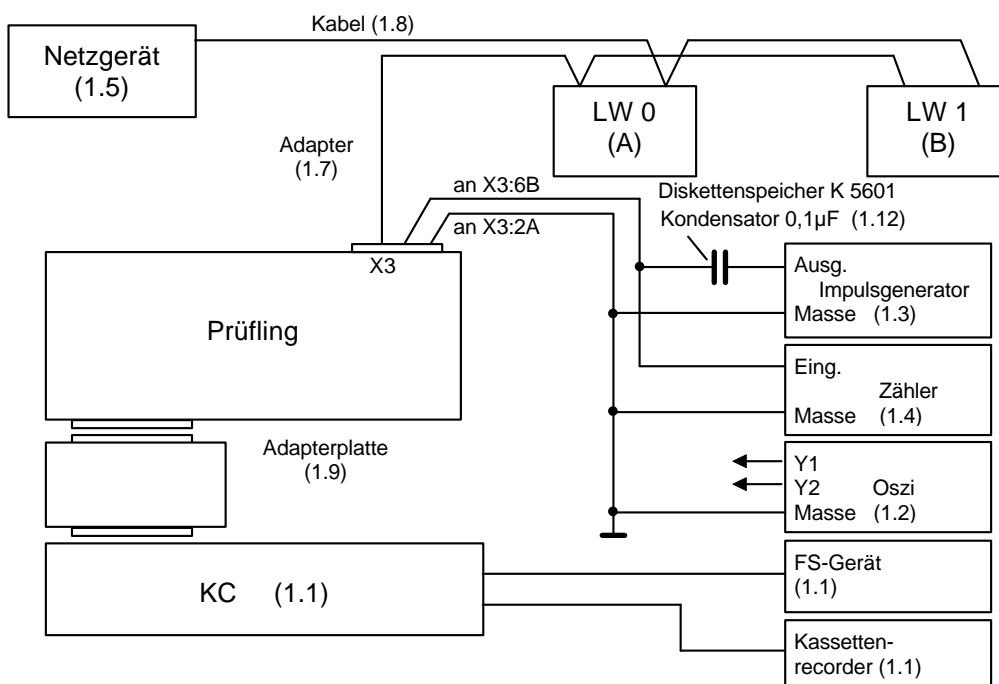 Kabel (1.8)
Netzgerät
(1.5)
LW 0
(A)
LW 1
(B)
Adapter
(1.7)
an X3:6B
an X3:2A
Diskettenspeicher K 5601
Kondensator 0,1µF (1.12)
X3
Prüfling
Ausg.
Impulsgenerator
Masse (1.3)
Eing.
Zähler
Masse (1.4)
Adapterplatte
(1.9)
Y1
Y2 Oszi
Masse (1.2)
KC (1.1)
FS-Gerät
(1.1)
Kassetten-
recorder (1.1)